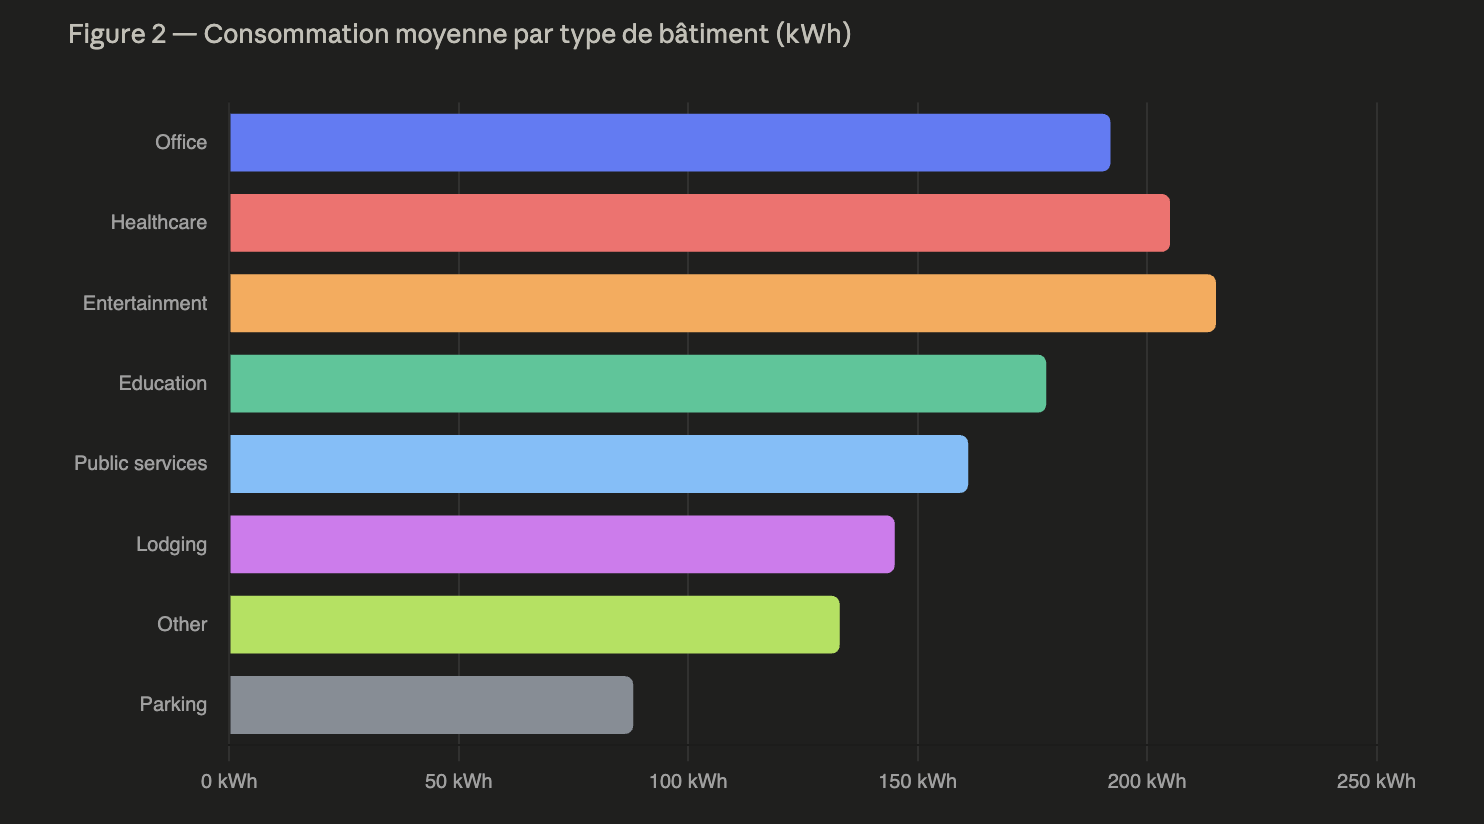 Figure 2 — Consommation moyenne par type de bâtiment (kWh)
Office
Healthcare
Entertainment
Education
Public services
Lodging
Other
Parking
0 kWh 50 kWh 100 kWh 150 kWh 200 kWh 250 kWh